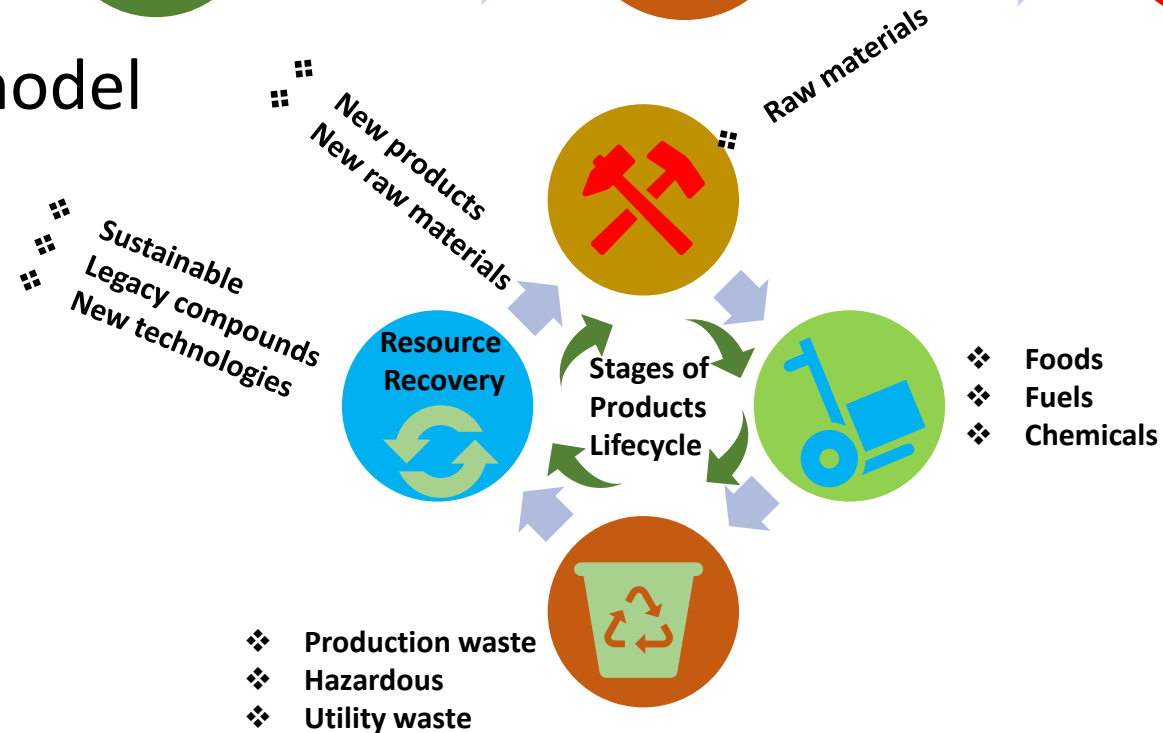 nodel
Raw materials
New products
New raw materials
Sustainable
Legacy compounds
New technologies
Resource
Recovery
Stages of
Products
Lifecycle
Foods
Fuels
Chemicals
Production waste
Hazardous
Utility waste